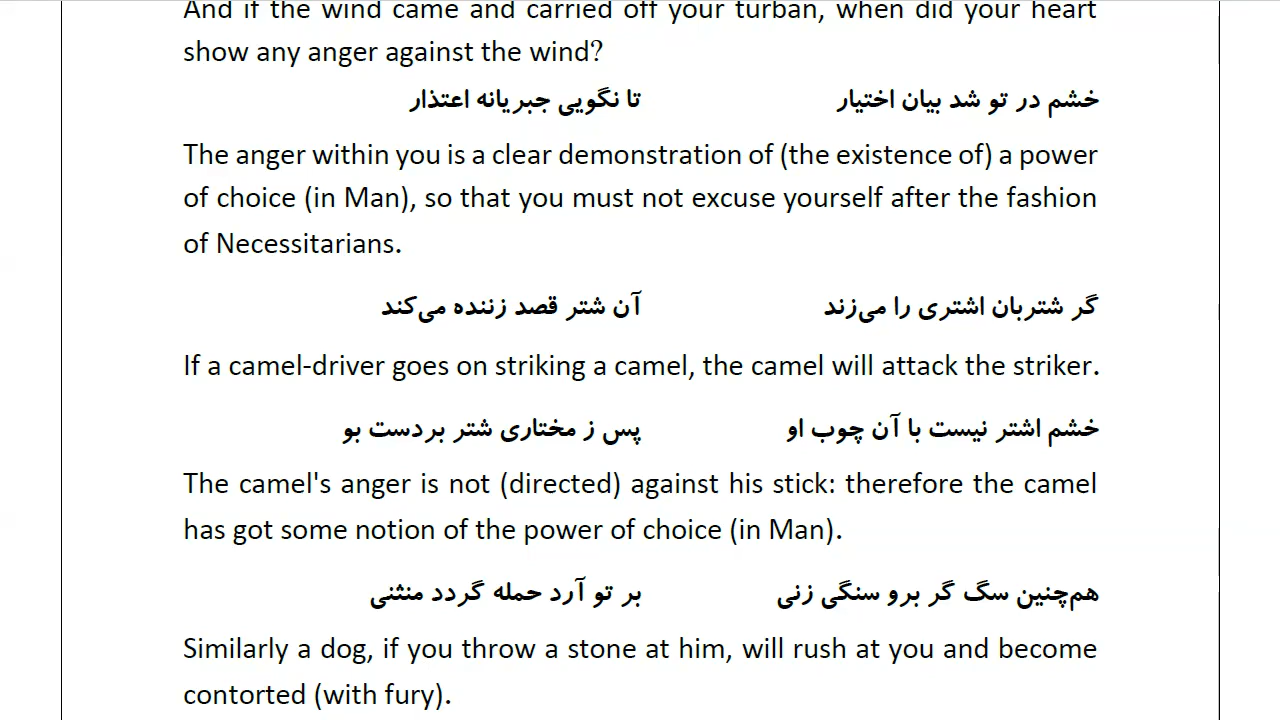 And if the wind came and carried off your turban, when did your heart
show any anger against the wind?
خشم در تو شد بیان اختیار تا نگویی جبریانه اعتذار
The anger within you is a clear demonstration of (the existence of) a power
of choice (in Man), so that you must not excuse yourself after the fashion
of Necessitarians.
گر شتربان اشتری را می‌زند آن شتر قصد زننده می‌کند
If a camel-driver goes on striking a camel, the camel will attack the striker.
خشم اشتر نیست با آن چوب او پس ز مختاری شتر بردست بو
The camel's anger is not (directed) against his stick: therefore the camel
has got some notion of the power of choice (in Man).
هم‌چنین سگ گر برو سنگی زنی بر تو آرد حمله گردد منثنی
Similarly a dog, if you throw a stone at him, will rush at you and become
contorted (with fury).